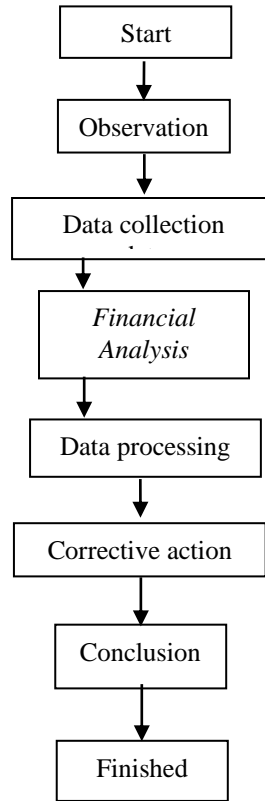 Start
Observation
Data collection
Financial
Analysis
Data processing
Corrective action
Conclusion
Finished